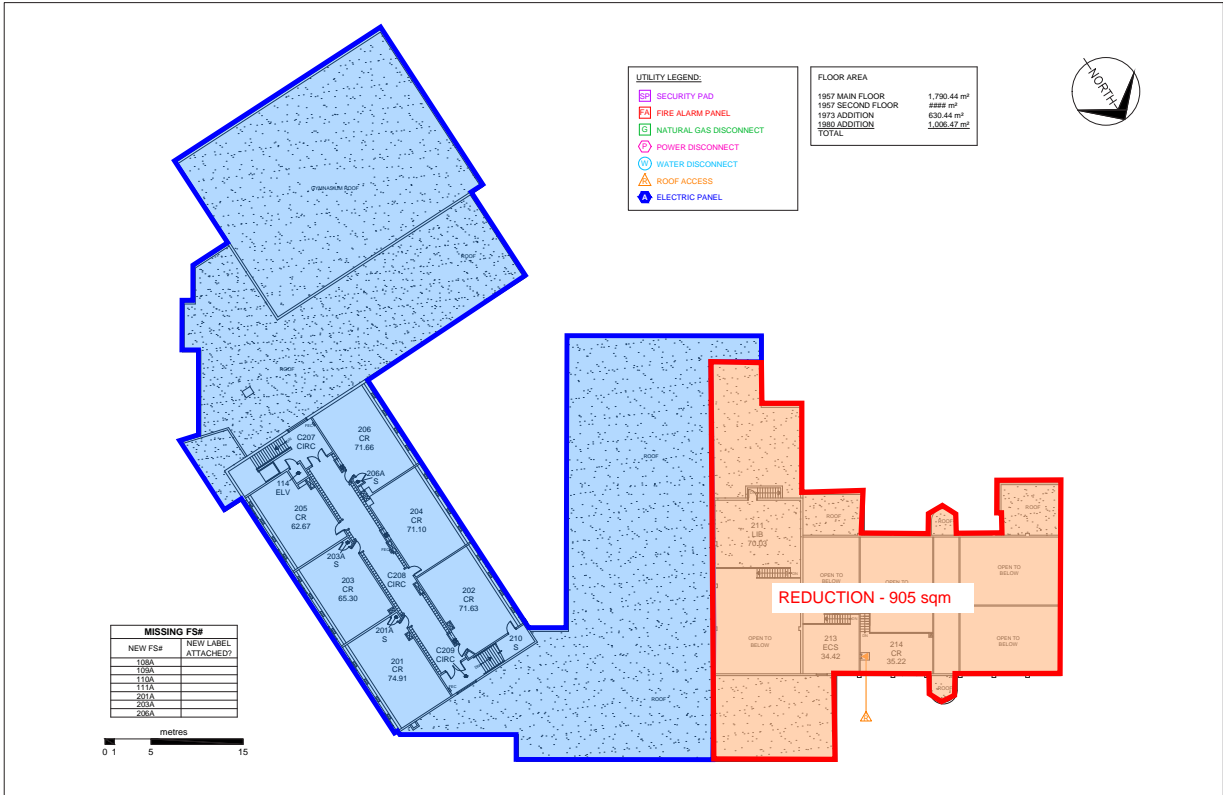 UTILITY LEGEND:
SP SECURITY PAD
FA FIRE ALARM PANEL
G NATURAL GAS DISCONNECT
P POWER DISCONNECT
W WATER DISCONNECT
R ROOF ACCESS
A ELECTRIC PANEL
FLOOR AREA
1957 MAIN FLOOR 1,790.44 m²
1957 SECOND FLOOR #### m²
1973 ADDITION 630.44 m²
1980 ADDITION 1,006.47 m²
TOTAL
NORTH
GYMNASIUM ROOF
ROOF
ROOF
C207
CIRC
206
CR
71.66
206A
S
114
ELV
205
CR
62.67
204
CR
71.10
203A
S
203
CR
65.30
C208
CIRC
202
CR
71.63
201A
S
201
CR
74.91
C209
CIRC
210
S
ROOF
ROOF
211
LIB
70.03
ROOF
ROOF
ROOF
OPEN TO
BELOW
OPEN TO
OPEN TO
BELOW
REDUCTION - 905 sqm
OPEN TO
BELOW
213
ECS
34.42
214
CR
35.22
OPEN TO
BELOW
ROOF
R
MISSING FS#
NEW FS# NEW LABEL ATTACHED?
108A
109A
110A
111A
201A
203A
206A
metres
0 1 5 15